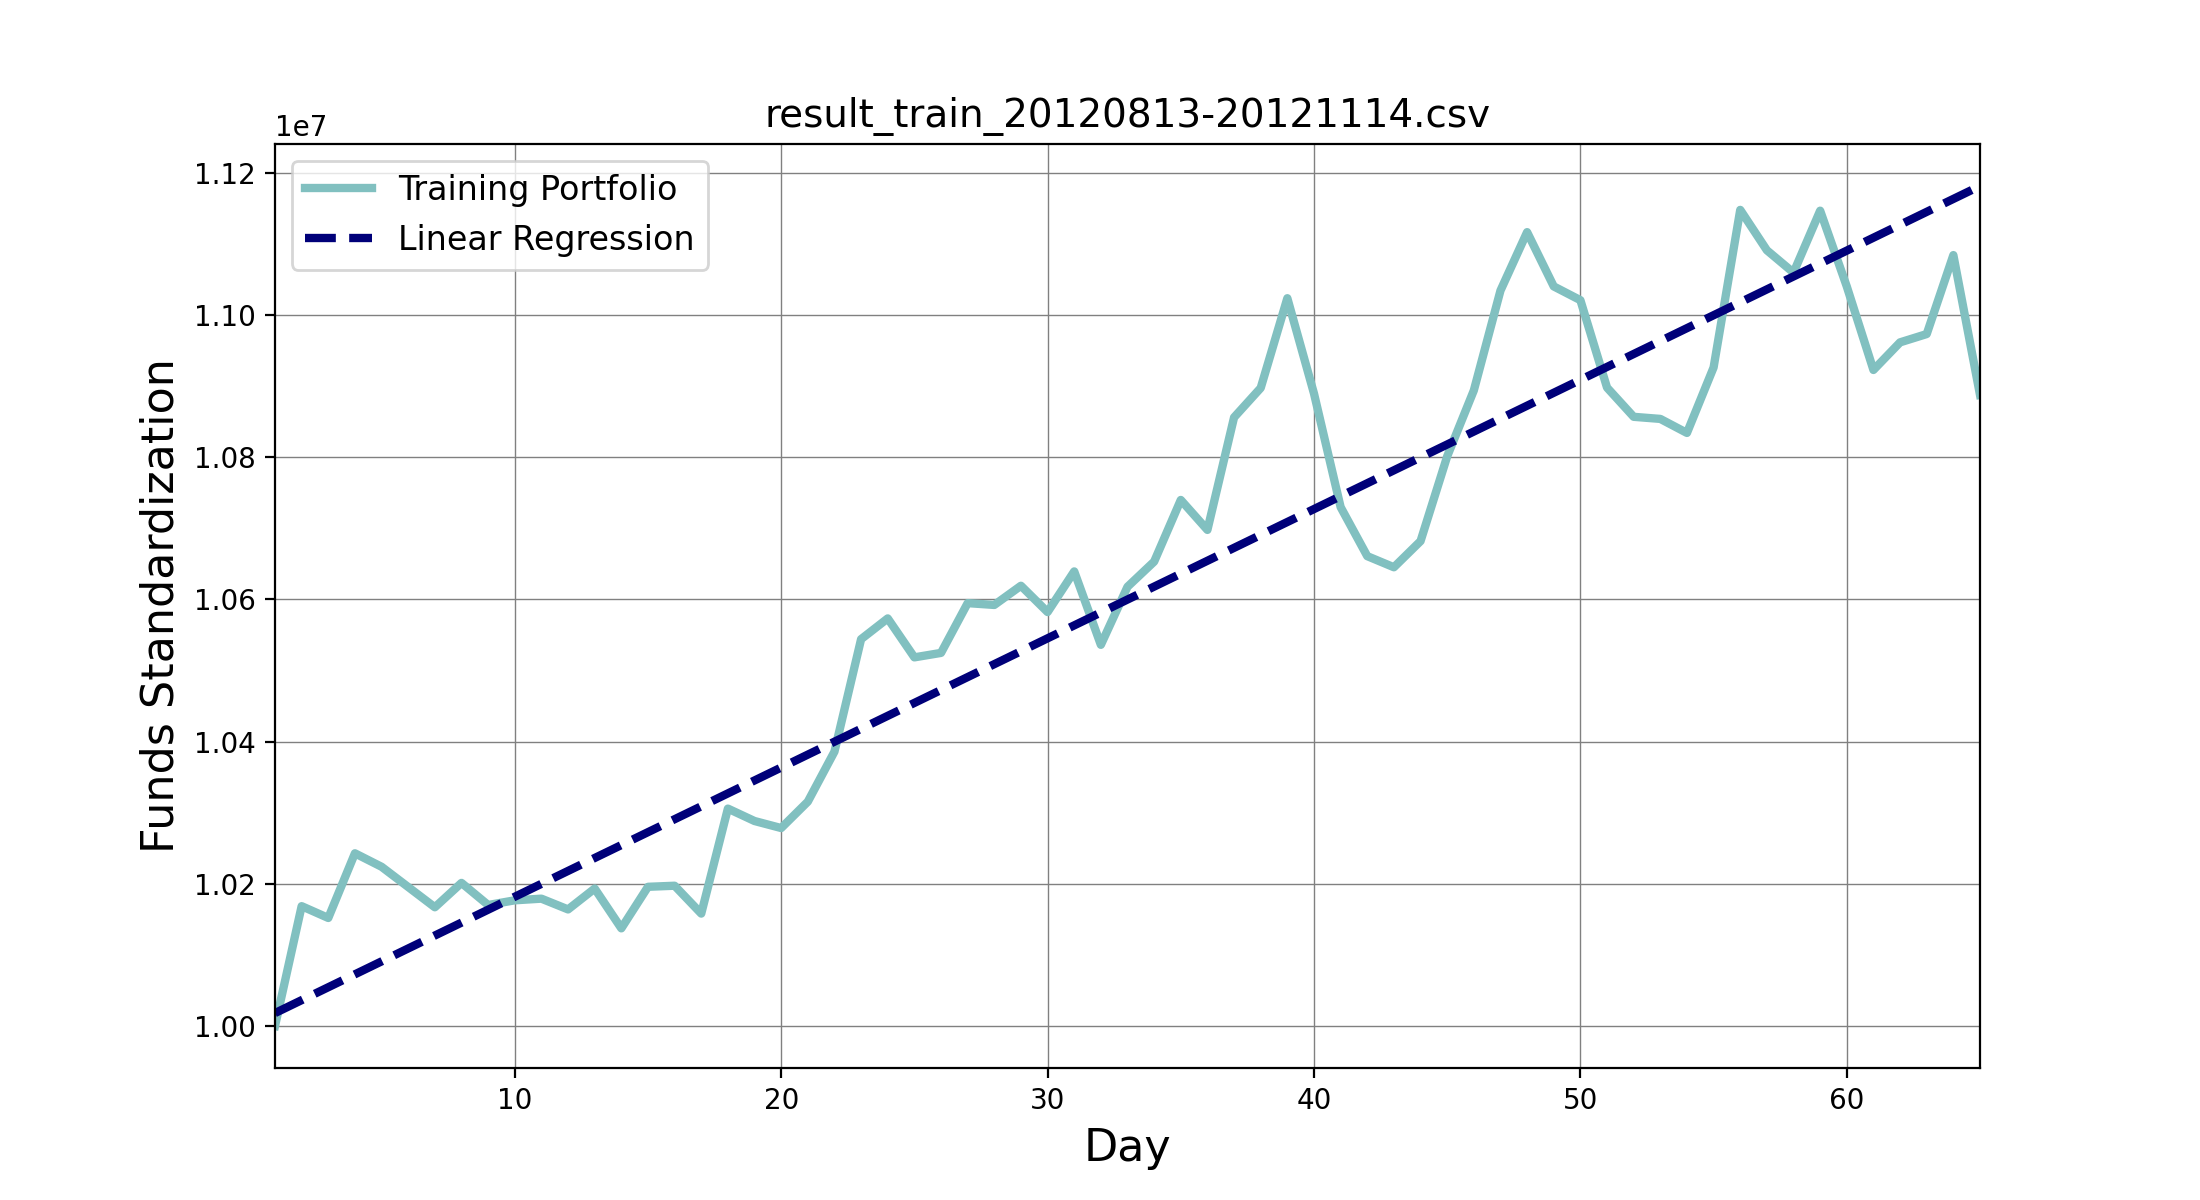 result_train_20120813-20121114.csv
1e7
Training Portfolio
Linear Regression
1.12
1.10
1.08
1.06
1.04
1.02
1.00
Funds Standardization
10 20 30 40 50 60
Day